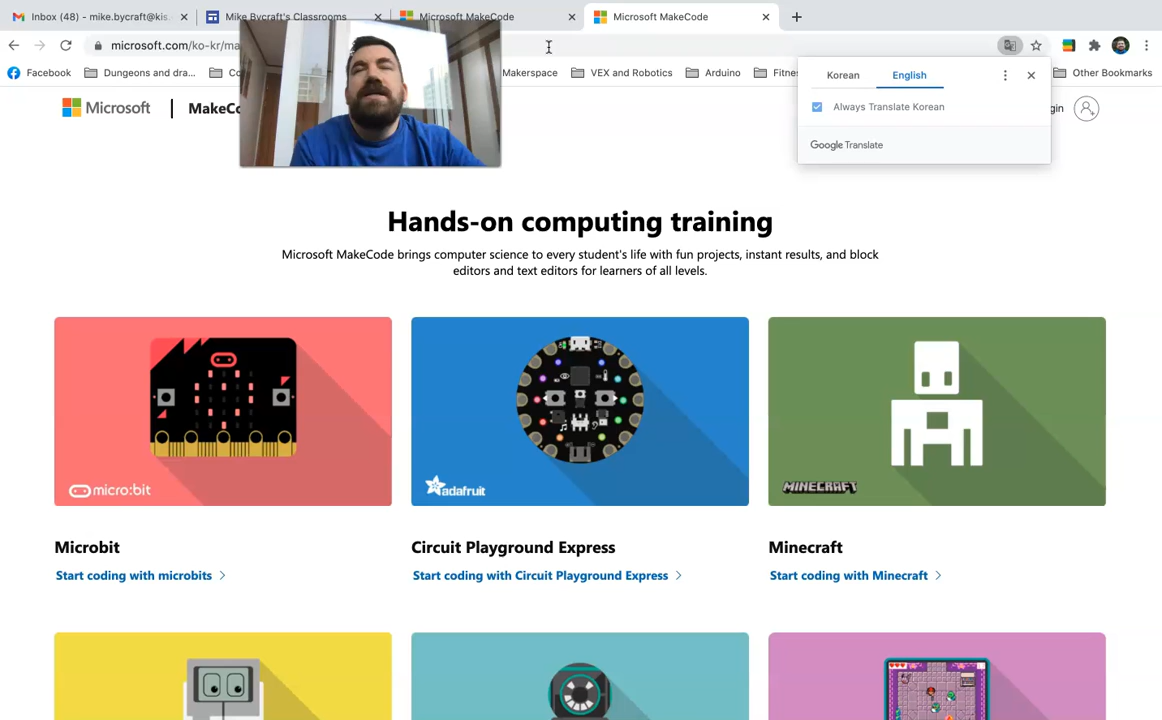 Inbox (48) - mike.bycraft@kis.
Mike Bycraft's Classrooms
Microsoft MakeCode
Microsoft MakeCode
microsoft.com/ko-kr/ma
Facebook
Dungeons and dra...
Co
Makerspace
VEX and Robotics
Arduino
Fitnes
Other Bookmarks
Korean
English
Always Translate Korean
Google Translate
Microsoft
MakeCo
gin
Hands-on computing training
Microsoft MakeCode brings computer science to every student's life with fun projects, instant results, and block
editors and text editors for learners of all levels.
micro:bit
adafruit
MINECRAFT
Microbit
Circuit Playground Express
Minecraft
Start coding with microbits
Start coding with Circuit Playground Express
Start coding with Minecraft